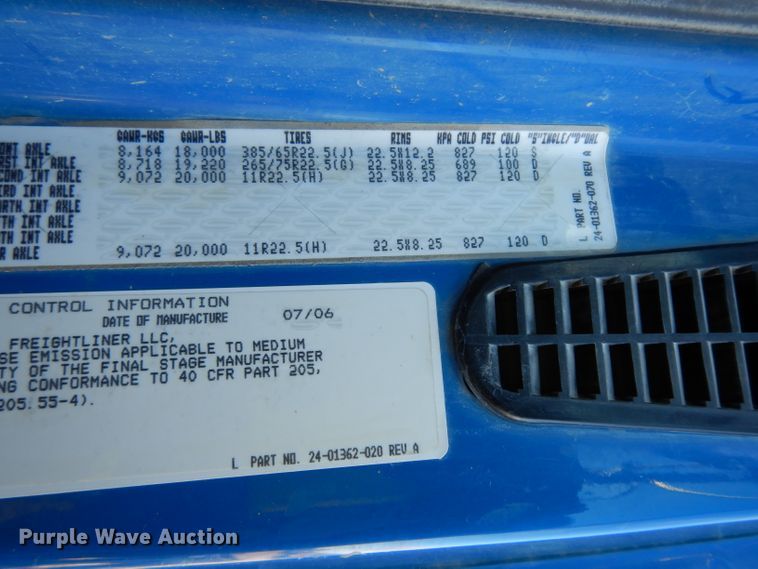 GAWR-KGS GAWR-LBS TIRES RIMS KPA COLD PSI COLD "S"INGLE/"D"UAL
ONT AXLE 8,164 18,000 385/65R22.5(J) 22.5X12.2 827 120 S
RST INT AXLE 8,718 19,220 265/75R22.5(G) 22.5X8.25 689 100 D
COND INT AXLE 9,072 20,000 11R22.5(H) 22.5X8.25 827 120 D
IRD INT AXLE
RTH INT AXLE
TH INT AXLE
TH INT AXLE
TH INT AXLE
R AXLE 9,072 20,000 11R22.5(H) 22.5X8.25 827 120 D
L PART NO.
24-01362-070 REV A
CONTROL INFORMATION
DATE OF MANUFACTURE 07/06
FREIGHTLINER LLC,
SE EMISSION APPLICABLE TO MEDIUM
TY OF THE FINAL STAGE MANUFACTURER
NG CONFORMANCE TO 40 CFR PART 205,
205.55-4).
L PART NO. 24-01362-020 REV A
Purple Wave Auction